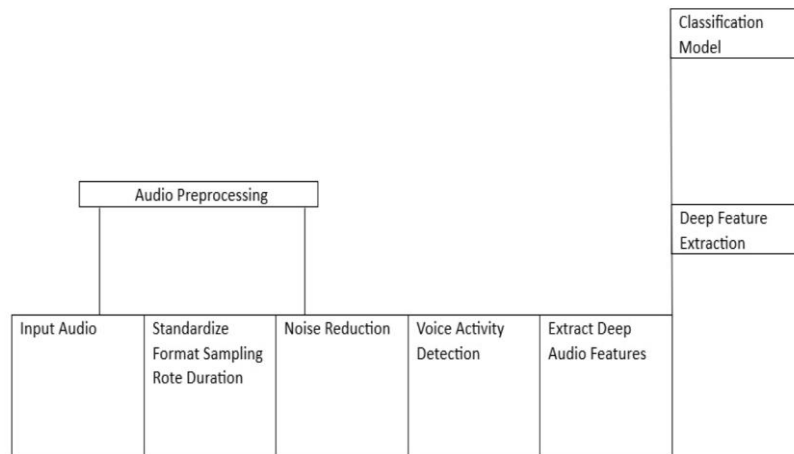 Classification
Model
Audio Preprocessing
Deep Feature
Extraction
Input Audio
Standardize
Format Sampling
Rote Duration
Noise Reduction
Voice Activity
Detection
Extract Deep
Audio Features